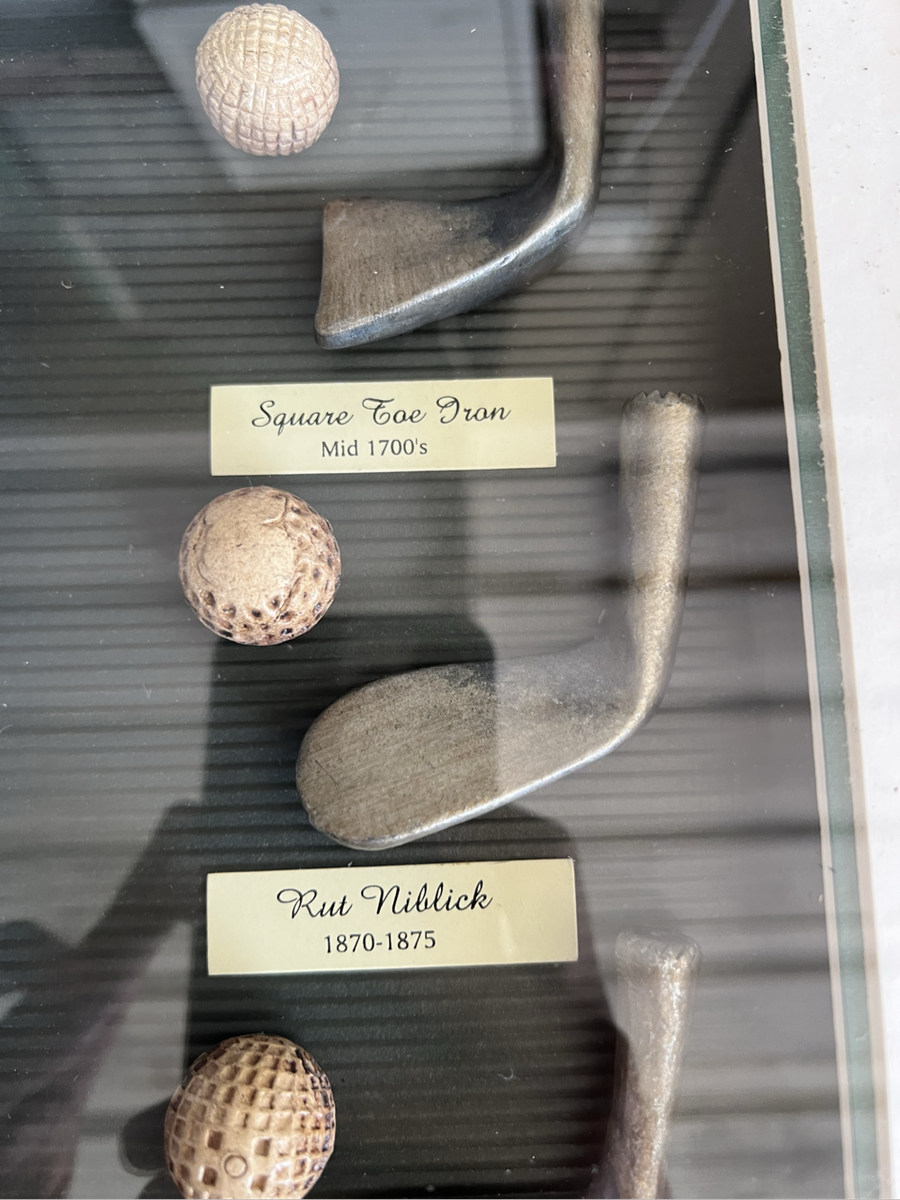 Square Toe Iron
Mid 1700's
Rut Niblick
1870-1875